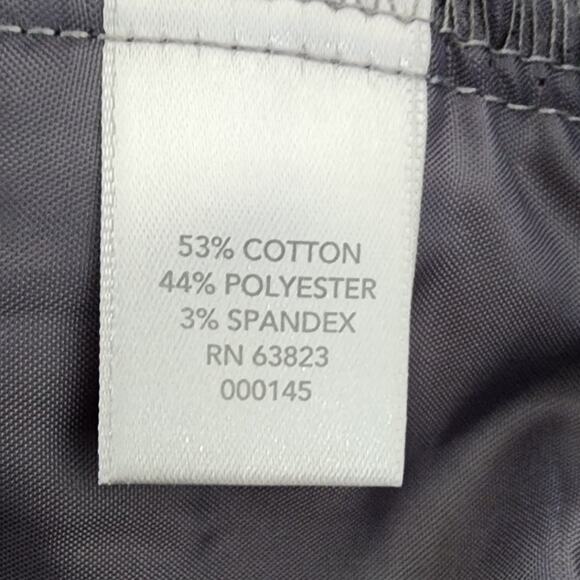 53% COTTON
44% POLYESTER
3% SPANDEX
RN 63823
000145